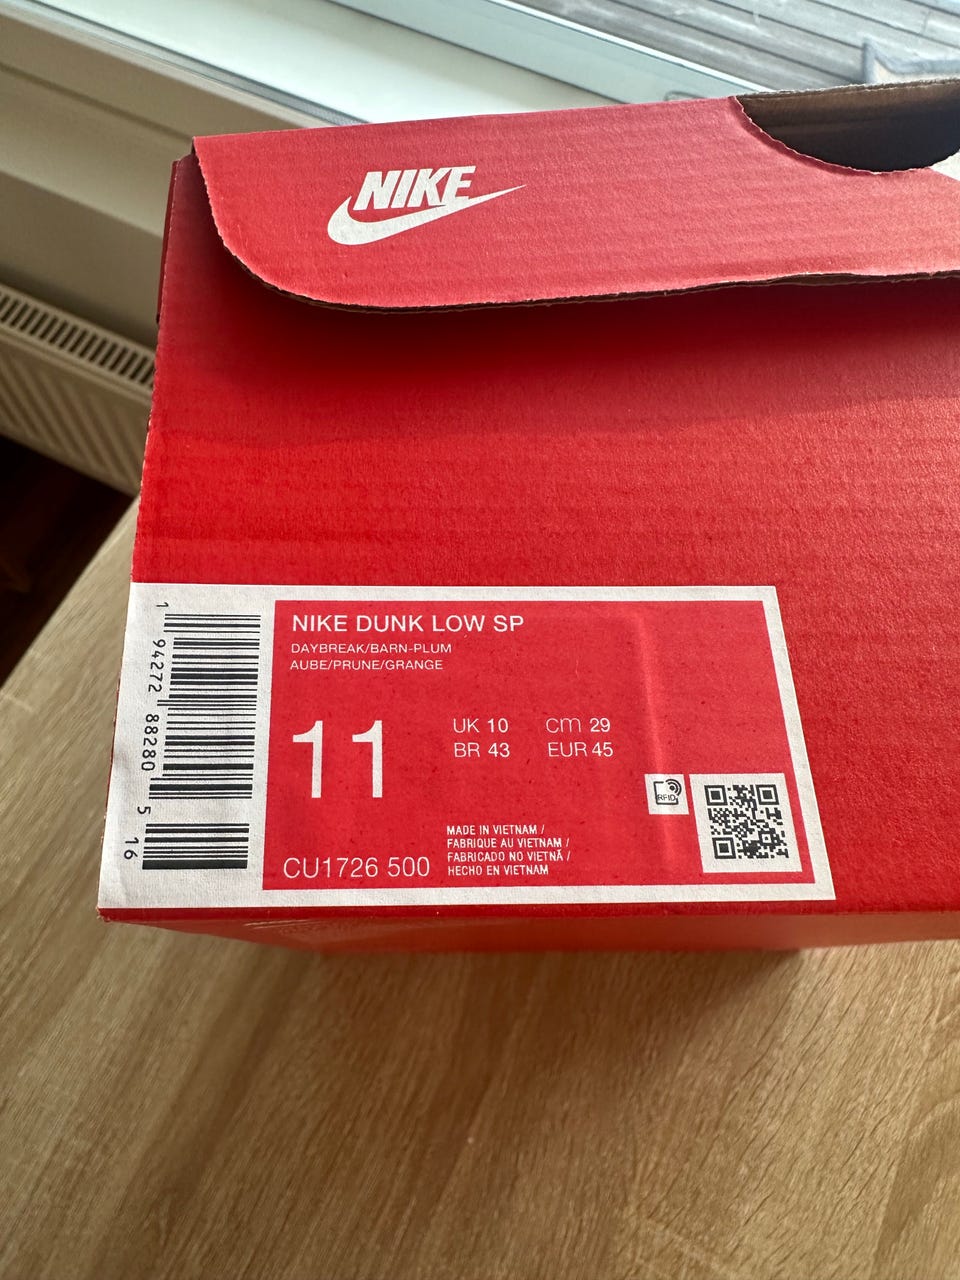 NIKE
NIKE DUNK LOW SP
DAYBREAK/BARN-PLUM
AUBE/PRUNE/GRANGE
11
UK 10 cm 29
BR 43 EUR 45
RFID
MADE IN VIETNAM /
FABRIQUE AU VIETNAM /
FABRICADO NO VIETNÃ /
HECHO EN VIETNAM
CU1726 500
1 94272 88280 5 16